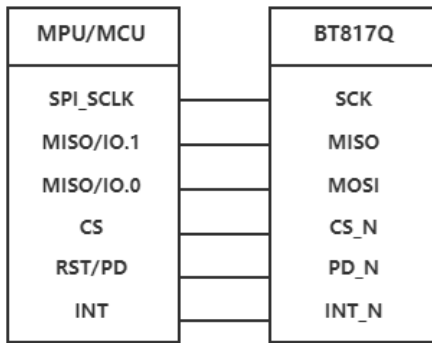 MPU/MCU BT817Q
SPI_SCLK SCK
MISO/IO.1 MISO
MISO/IO.0 MOSI
CS CS_N
RST/PD PD_N
INT INT_N